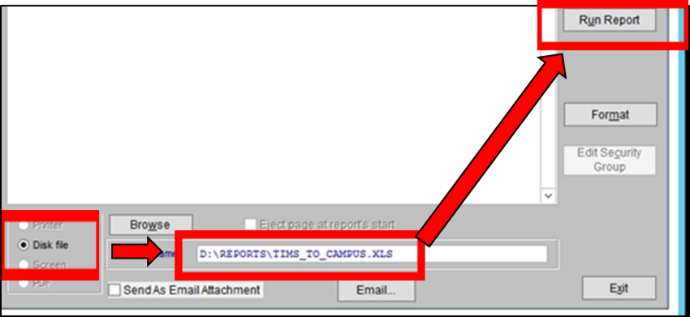 Run Report
Format
Edit Security
Group
Printer
Browse
Eject page at report's start
Disk file
D:\REPORTS\TIMS_TO_CAMPUS.XLS
Screen
PDF
Send As Email Attachment
Email...
Exit